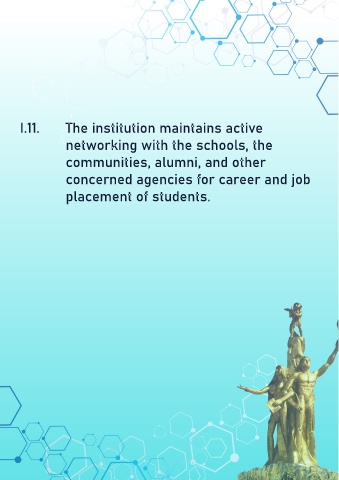 I.11. The institution maintains active
networking with the schools, the
communities, alumni, and other
concerned agencies for career and job
placement of students.